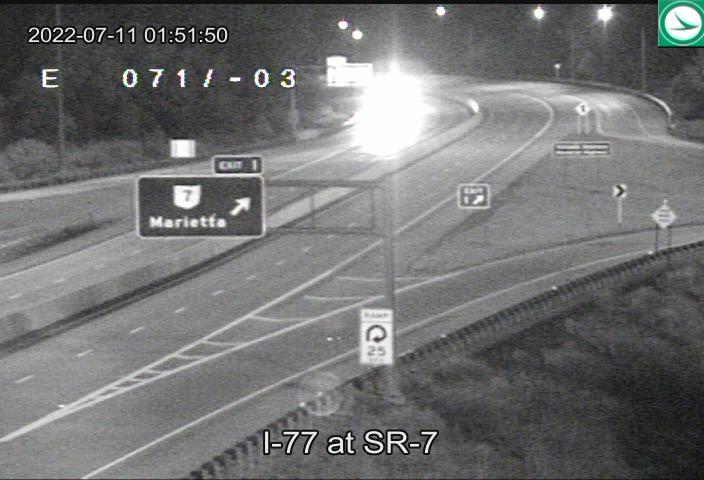 2022-07-11 01:51:50
E 071/-03
EXIT 1
7
Marietta
EXIT
1
RAMP
25
I-77 at SR-7